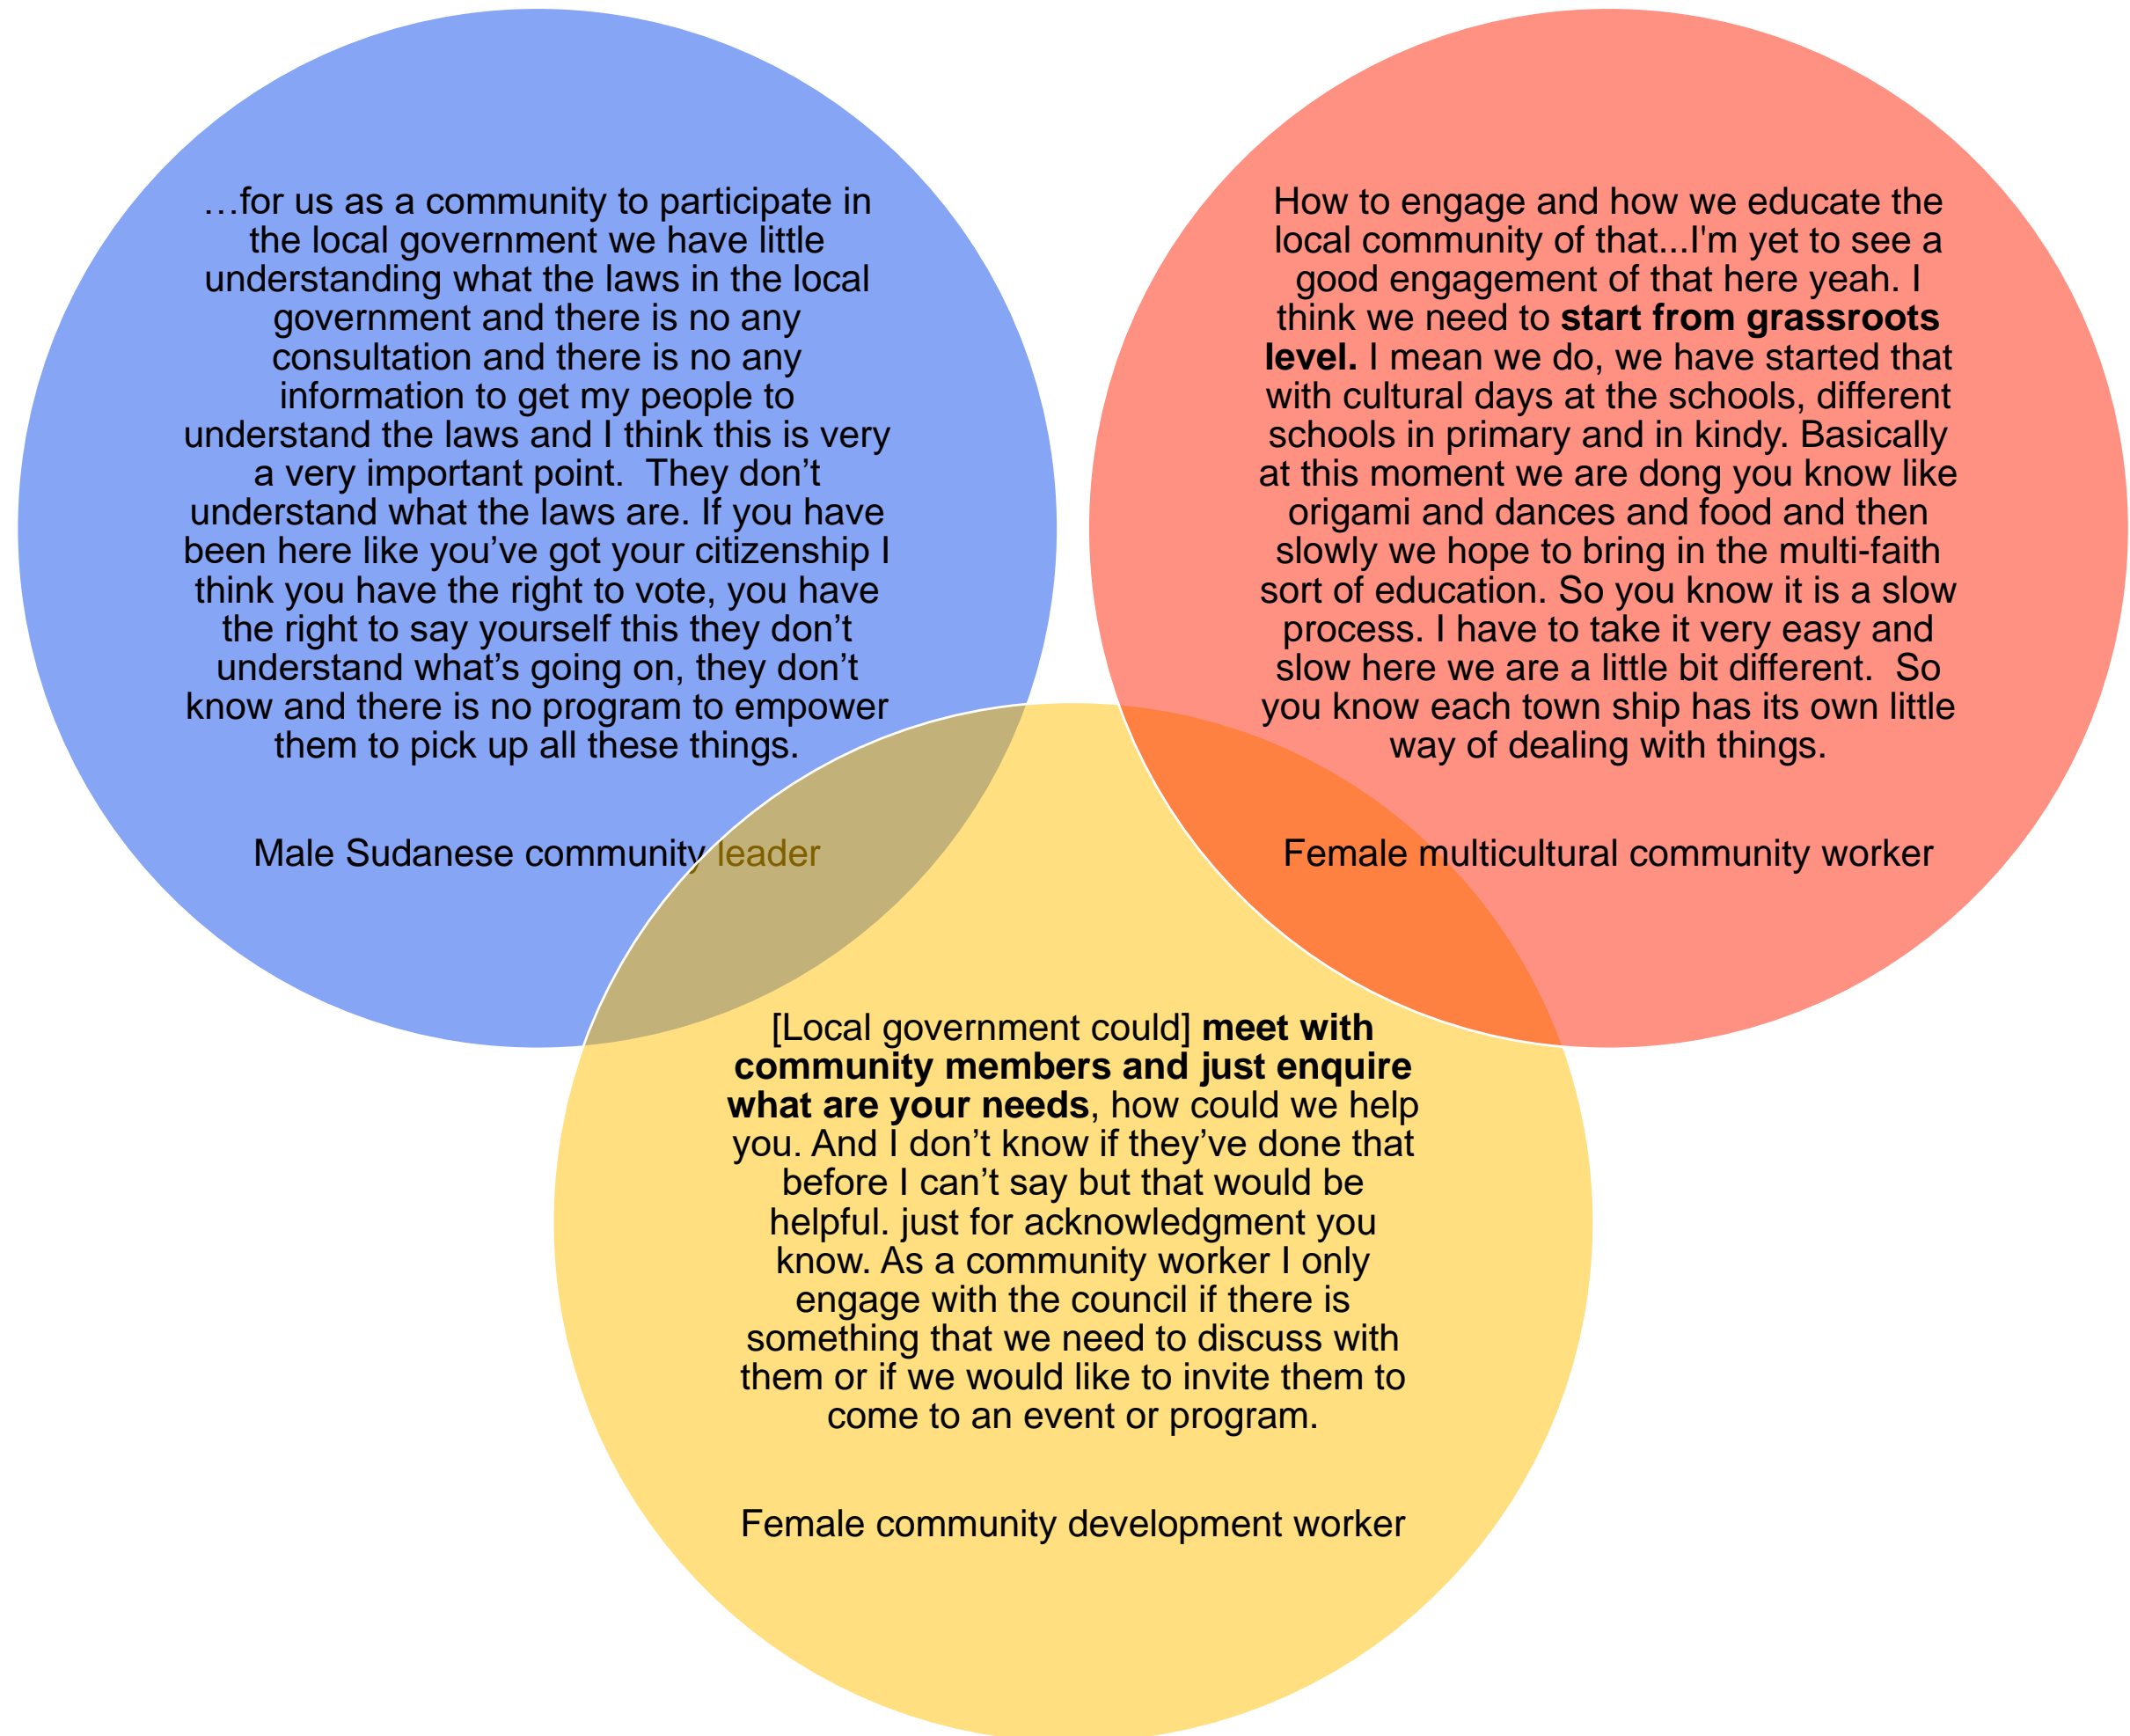 …for us as a community to participate in
the local government we have little
understanding what the laws in the local
government and there is no any
consultation and there is no any
information to get my people to
understand the laws and I think this is very
a very important point.  They don’t
understand what the laws are. If you have
been here like you’ve got your citizenship I
think you have the right to vote, you have
the right to say yourself this they don’t
understand what’s going on, they don’t
know and there is no program to empower
them to pick up all these things.
Male Sudanese community leader
How to engage and how we educate the
local community of that...I'm yet to see a
good engagement of that here yeah. I
think we need to start from grassroots
level. I mean we do, we have started that
with cultural days at the schools, different
schools in primary and in kindy. Basically
at this moment we are dong you know like
origami and dances and food and then
slowly we hope to bring in the multi-faith
sort of education. So you know it is a slow
process. I have to take it very easy and
slow here we are a little bit different.  So
you know each town ship has its own little
way of dealing with things.
Female multicultural community worker
[Local government could] meet with
community members and just enquire
what are your needs, how could we help
you. And I don’t know if they’ve done that
before I can’t say but that would be
helpful. just for acknowledgment you
know. As a community worker I only
engage with the council if there is
something that we need to discuss with
them or if we would like to invite them to
come to an event or program.
Female community development worker